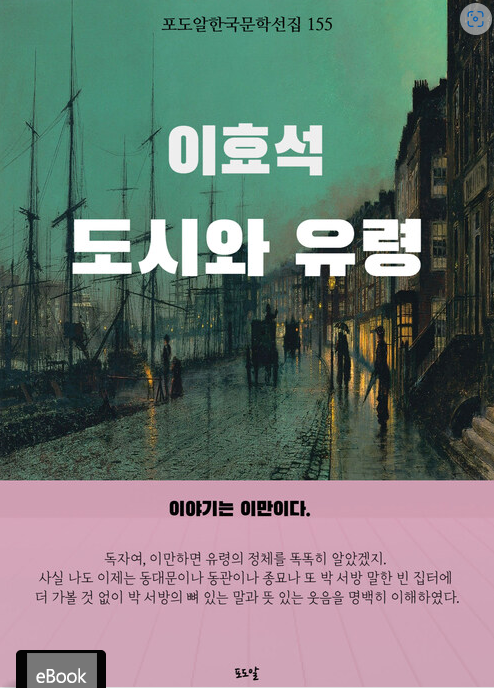 포도알한국문학선집 155
이효석
도시와 유령
이야기는 이만이다.
독자여, 이만하면 유령의 정체를 똑똑히 알았겠지.
사실 나도 이제는 동대문이나 동관이나 종묘나 또 박 서방 말한 빈 집터에
더 가볼 것 없이 박 서방의 뼈 있는 말과 뜻 있는 웃음을 명백히 이해하였다.
eBook
포도알